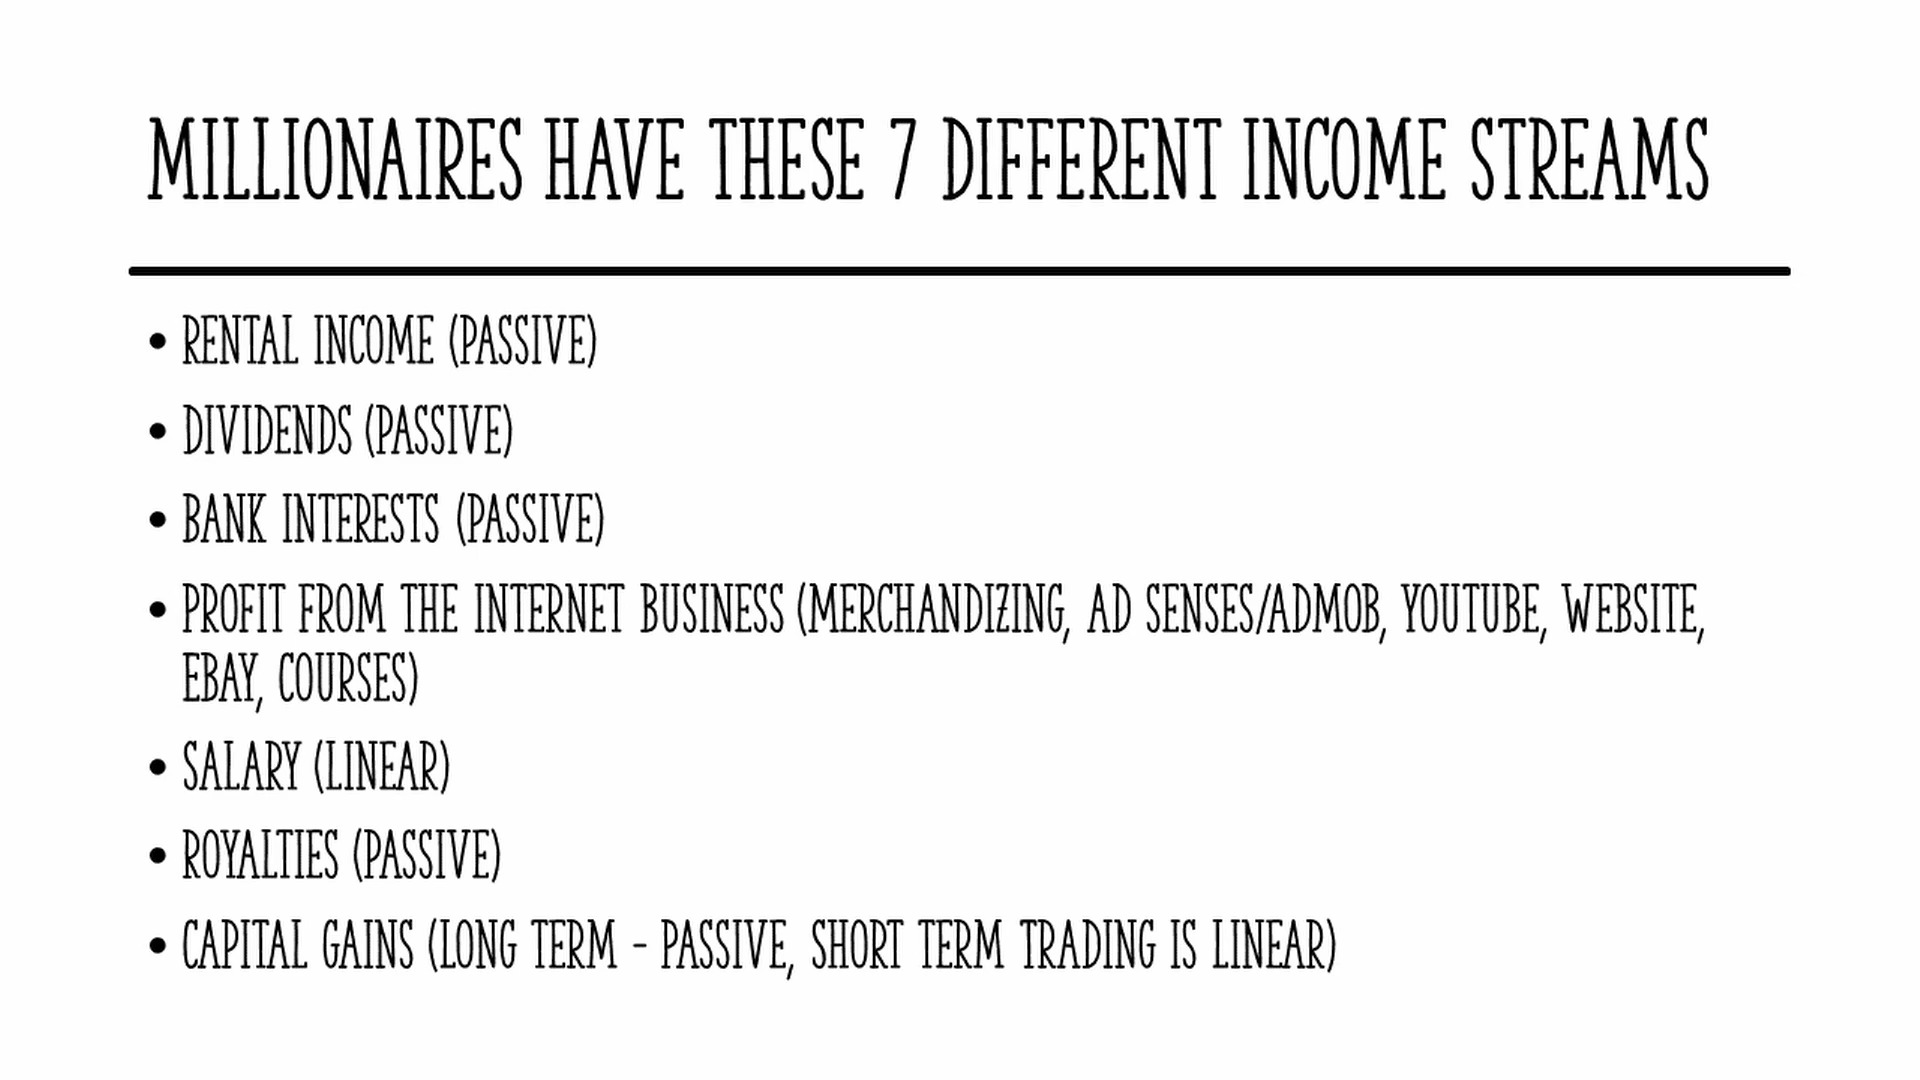 MILLIONAIRES HAVE THESE 7 DIFFERENT INCOME STREAMS
• RENTAL INCOME (PASSIVE)
• DIVIDENDS (PASSIVE)
• BANK INTERESTS (PASSIVE)
• PROFIT FROM THE INTERNET BUSINESS (MERCHANDIZING, AD SENSES/ADMOB, YOUTUBE, WEBSITE,
EBAY, COURSES)
• SALARY (LINEAR)
• ROYALTIES (PASSIVE)
• CAPITAL GAINS (LONG TERM - PASSIVE, SHORT TERM TRADING IS LINEAR)